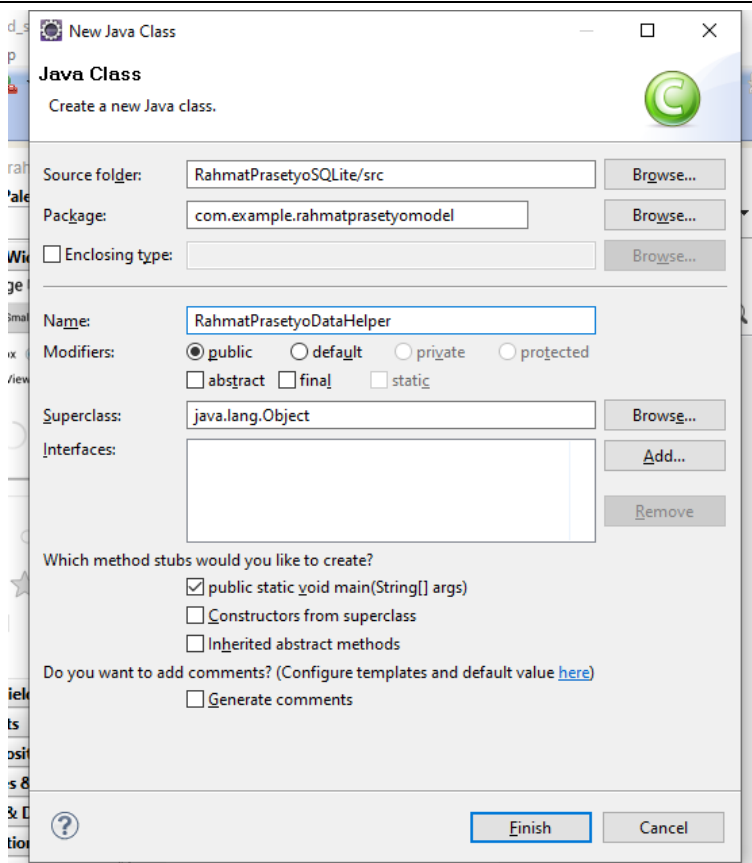 New Java Class
Java Class
Create a new Java class.
Source folder: RahmatPrasetyoSQLite/src Browse...
Package: com.example.rahmatprasetyomodel Browse...
Enclosing type: Browse...
Name: RahmatPrasetyoDataHelper
Modifiers: public default private protected
abstract final static
Superclass: java.lang.Object Browse...
Interfaces: Add...
Remove
Which method stubs would you like to create?
public static void main(String[] args)
Constructors from superclass
Inherited abstract methods
Do you want to add comments? (Configure templates and default value here)
Generate comments
Finish Cancel